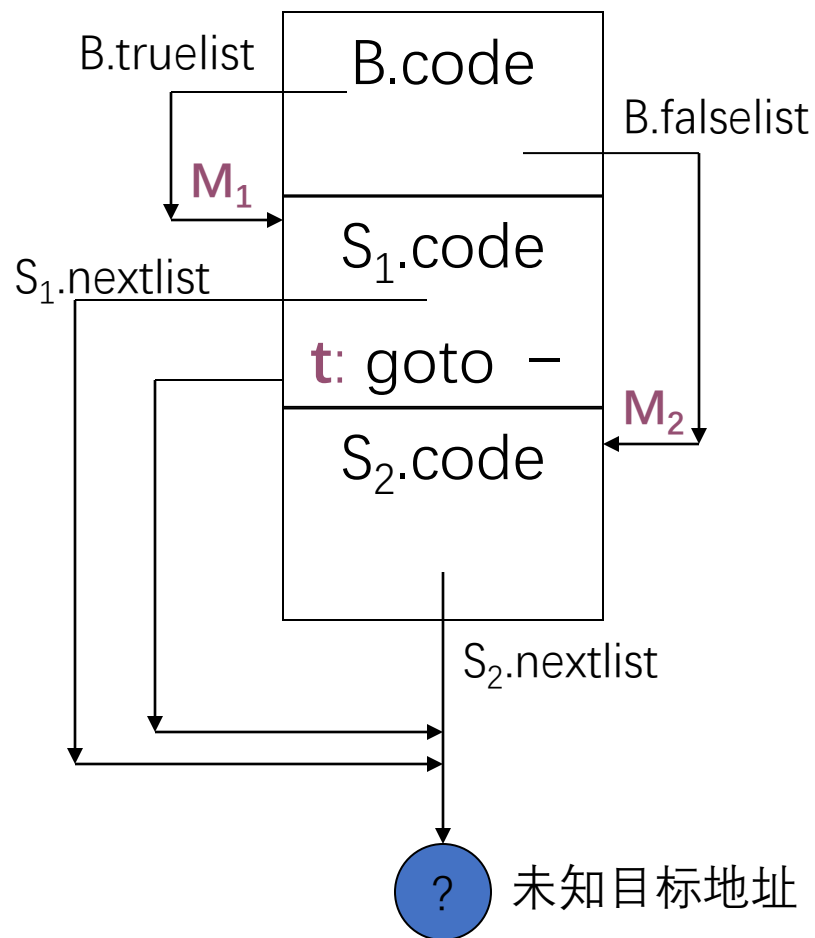 B.truelist
B.code
B.falselist
M₁
S₁.code
S₁.nextlist
t: goto –
M₂
S₂.code
S₂.nextlist
?
未知目标地址